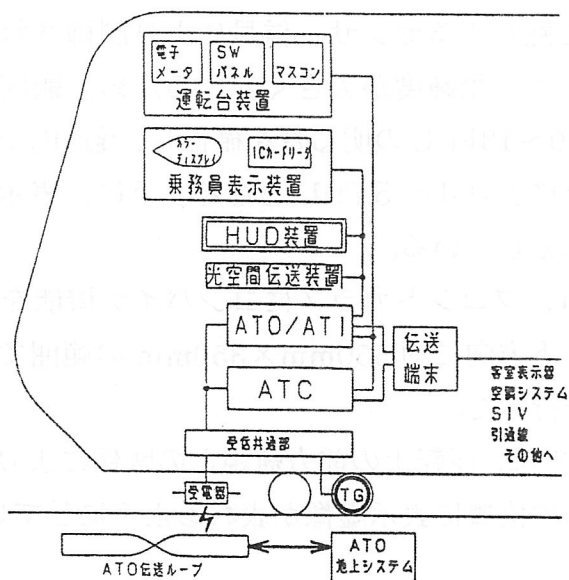 電子
メータ
SW
パネル
マスコン
運転台装置
カラー
ディスプレイ
ICカードリーダ
乗務員表示装置
HUD装置
光空間伝送装置
ATO/ATI
伝送
端末
ATC
客室表示器
空調システム
SIV
引通線
その他へ
受信共通部
受電器
TG
ATO伝送ループ
ATO
地上システム